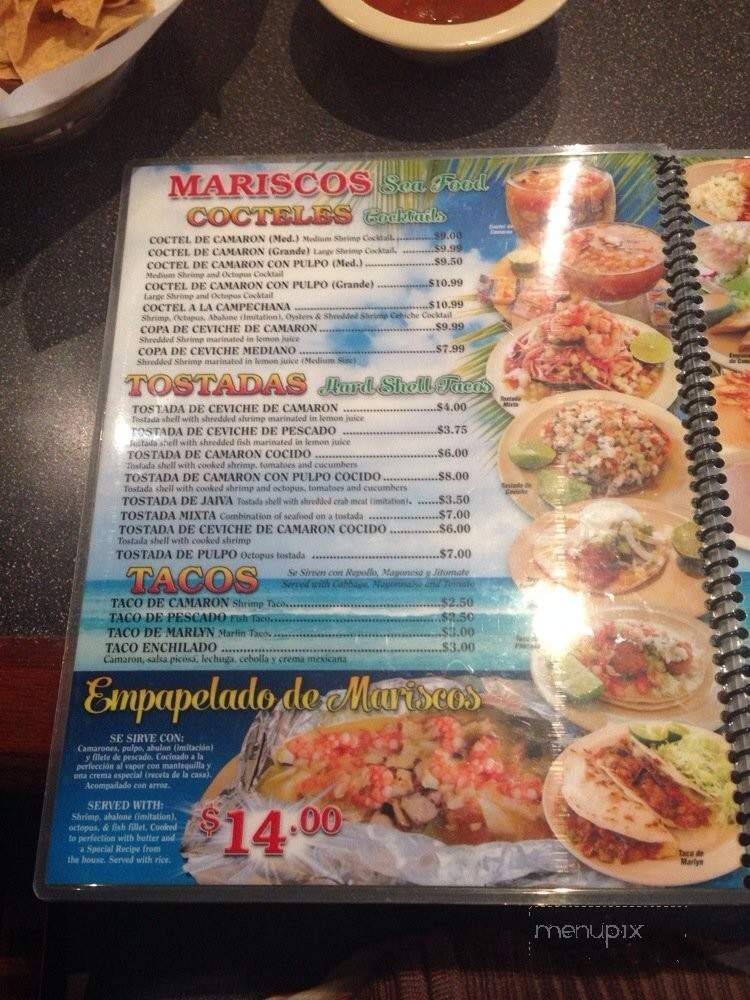 MARISCOS Sea Food
COCTELES Cocktails
COCTEL DE CAMARON (Med.) Medium Shrimp Cocktail. ............$9.00
COCTEL DE CAMARON (Grande) Large Shrimp Cocktail. ........$9.99
COCTEL DE CAMARON CON PULPO (Med.) ............$9.50
Medium Shrimp and Octopus Cocktail
COCTEL DE CAMARON CON PULPO (Grande) ............$10.99
Large Shrimp and Octopus Cocktail
COCTEL A LA CAMPECHANA ............$10.99
Shrimp, Octopus, Abalone (Imitation), Oysters & Shredded Shrimp Cebiche Cocktail
COPA DE CEVICHE DE CAMARON ............$9.99
Shredded Shrimp marinated in lemon juice
COPA DE CEVICHE MEDIANO ............$7.99
Shredded Shrimp marinated in lemon juice (Medium Size)
TOSTADAS Hard Shell Tacos
TOSTADA DE CEVICHE DE CAMARON ............$4.00
Tostada shell with shredded shrimp marinated in lemon juice
TOSTADA DE CEVICHE DE PESCADO ............$3.75
Tostada shell with shredded fish marinated in lemon juice
TOSTADA DE CAMARON COCIDO ............$6.00
Tostada shell with cooked shrimp, tomatoes and cucumbers
TOSTADA DE CAMARON CON PULPO COCIDO ............$8.00
Tostada shell with cooked shrimp and octopus, tomatoes and cucumbers
TOSTADA DE JAIVA Tostada shell with shredded crab meat (imitation). ......$3.50
TOSTADA MIXTA Combination of seafood on a tostada ............$7.00
TOSTADA DE CEVICHE DE CAMARON COCIDO ............$6.00
Tostada shell with cooked shrimp
TOSTADA DE PULPO Octopus tostada ............$7.00
TACOS
Se Sirven con Repollo, Mayonesa y Jitomate
Served with Cabbage, Mayonnaise and Tomato
TACO DE CAMARON Shrimp Taco ............$2.50
TACO DE PESCADO Fish Taco ............$2.50
TACO DE MARLYN Marlin Taco ............$3.00
TACO ENCHILADO ............$3.00
Camaron, salsa picosa, lechuga, cebolla y crema mexicana
Empapelado de Mariscos
SE SIRVE CON:
Camarones, pulpo, abulon (imitación)
y filete de pescado. Cocinado a la
perfección al vapor con mantequilla y
una crema especial (receta de la casa).
Acompañado con arroz.
SERVED WITH:
Shrimp, abalone (imitation),
octopus, & fish fillet. Cooked
to perfection with butter and
a Special Recipe from
the house. Served with rice.
$14.00
Coctel de
Camaron
Tostada
Mixta
Tostada de
Ceviche
Taco de
Pescado
Taco de
Marlyn
menupix